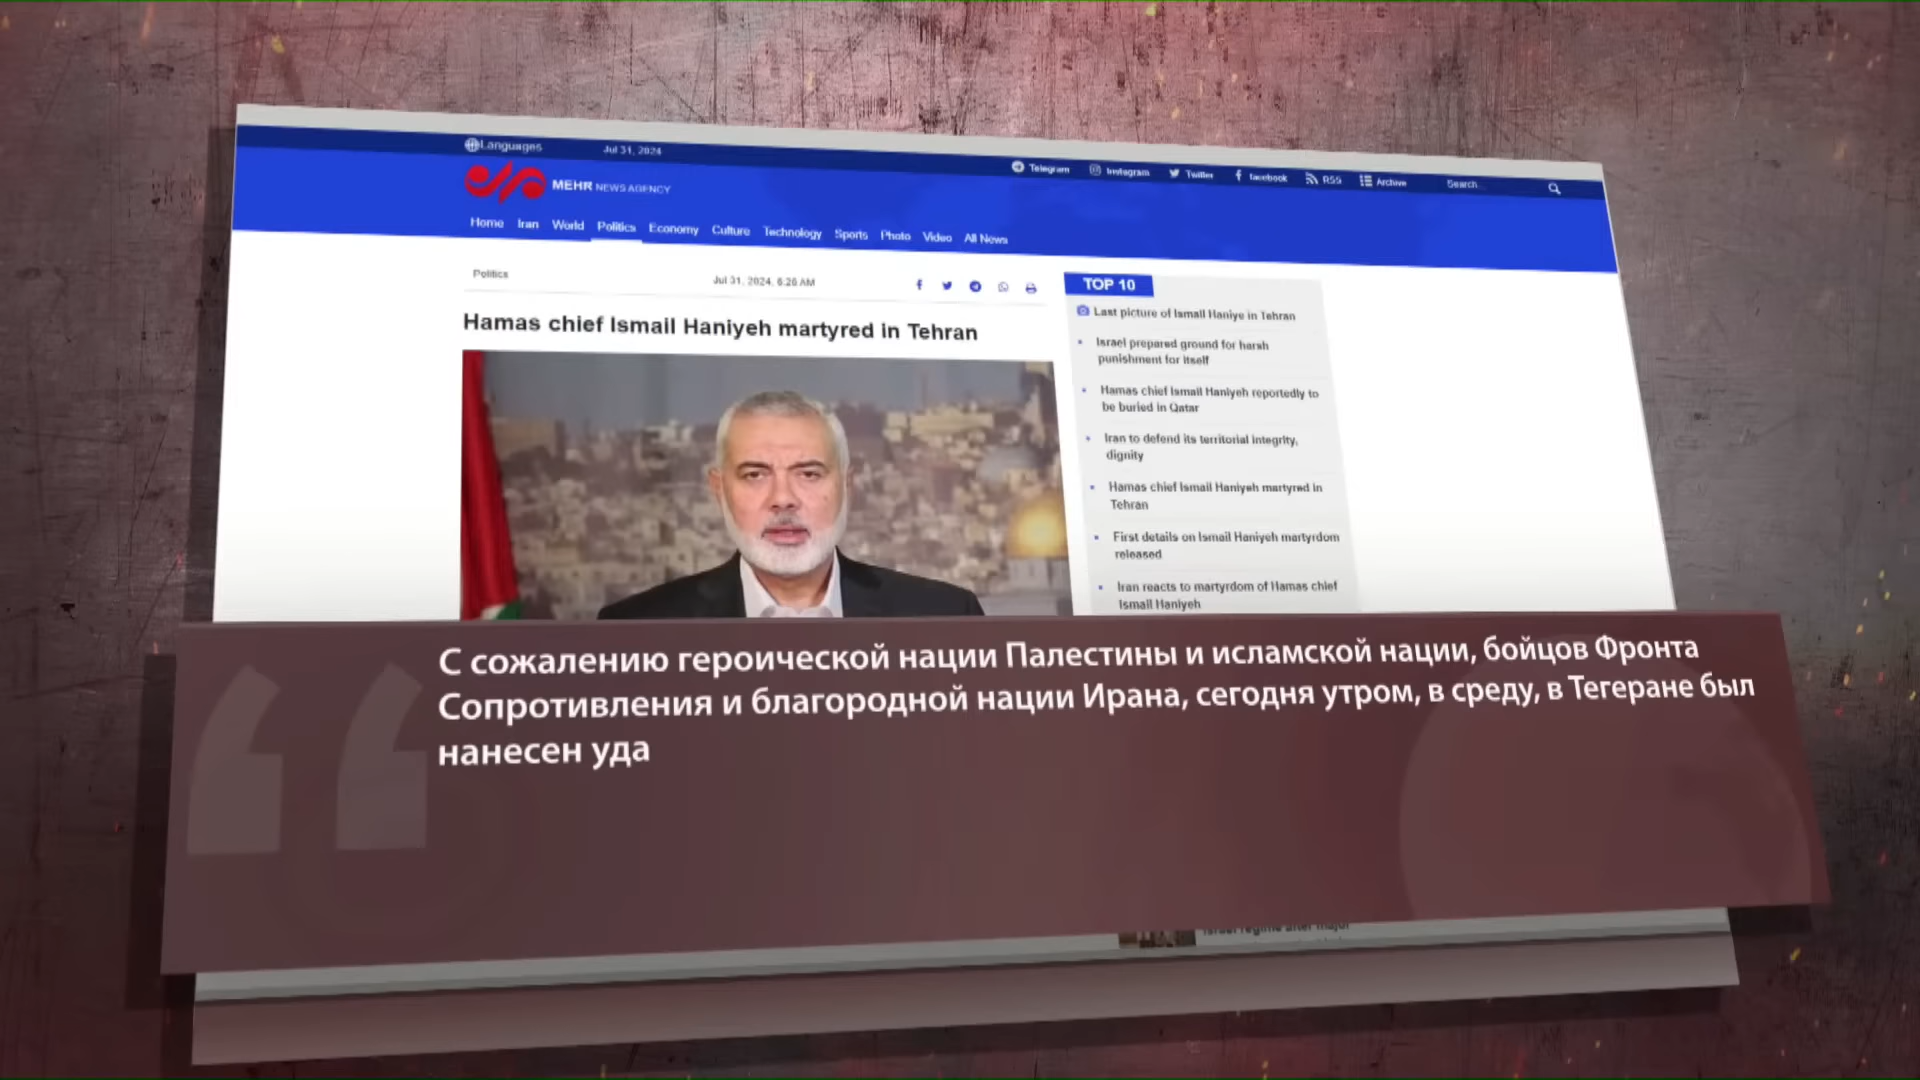 Languages
Jul 31, 2024
Telegram
Instagram
Twitter
facebook
RSS
Archive
Search...
MEHR NEWS AGENCY
Home Iran World Politics Economy Culture Technology Sports Photo Video All News
Politics
Jul 31, 2024, 6:26 AM
Hamas chief Ismail Haniyeh martyred in Tehran
TOP 10
Last picture of Ismail Haniye in Tehran
Israel prepared ground for harsh
punishment for itself
Hamas chief Ismail Haniyeh reportedly to
be buried in Qatar
Iran to defend its territorial integrity,
dignity
Hamas chief Ismail Haniyeh martyred in
Tehran
First details on Ismail Haniyeh martyrdom
released
Iran reacts to martyrdom of Hamas chief
Ismail Haniyeh
С сожалению героической нации Палестины и исламской нации, бойцов Фронта
Сопротивления и благородной нации Ирана, сегодня утром, в среду, в Тегеране был
нанесен уда
Israel regime after major